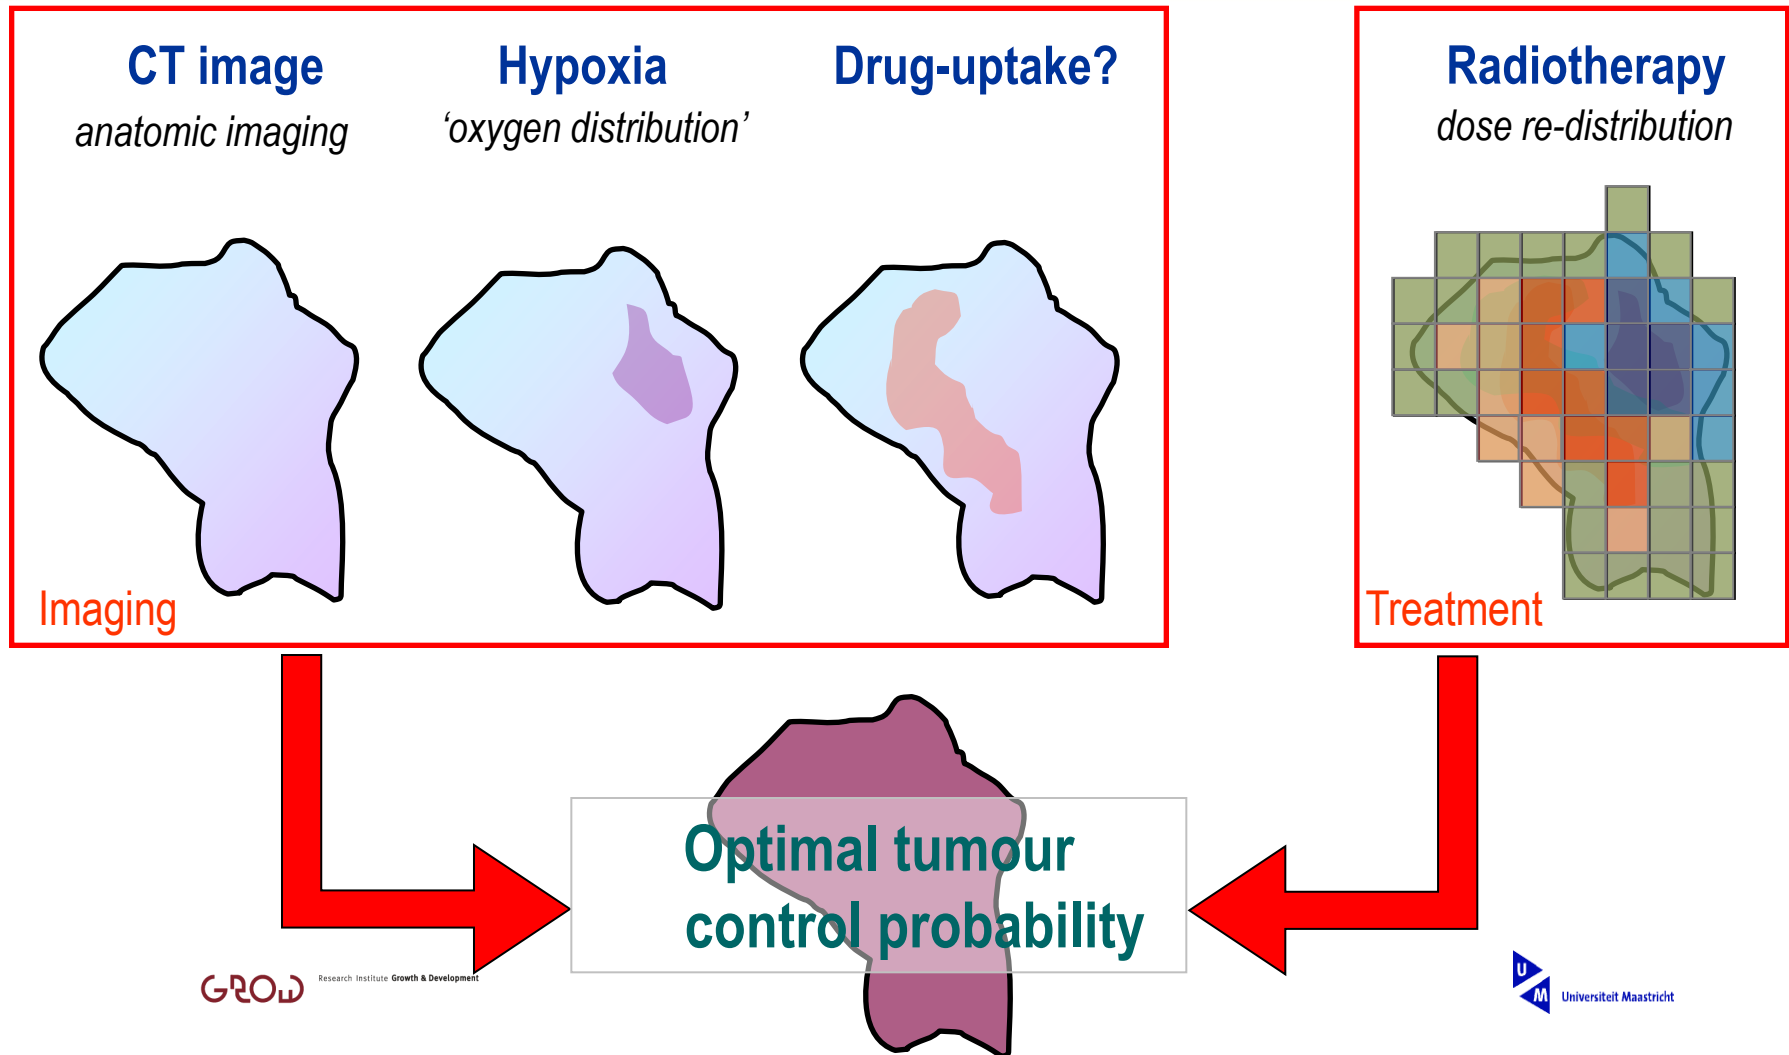 CT image
anatomic imaging
Hypoxia
‘oxygen distribution’
Drug-uptake?
Imaging
Radiotherapy
dose re-distribution
Treatment
Optimal tumour
control probability
GROW
Research Institute Growth & Development
U
M
Universiteit Maastricht